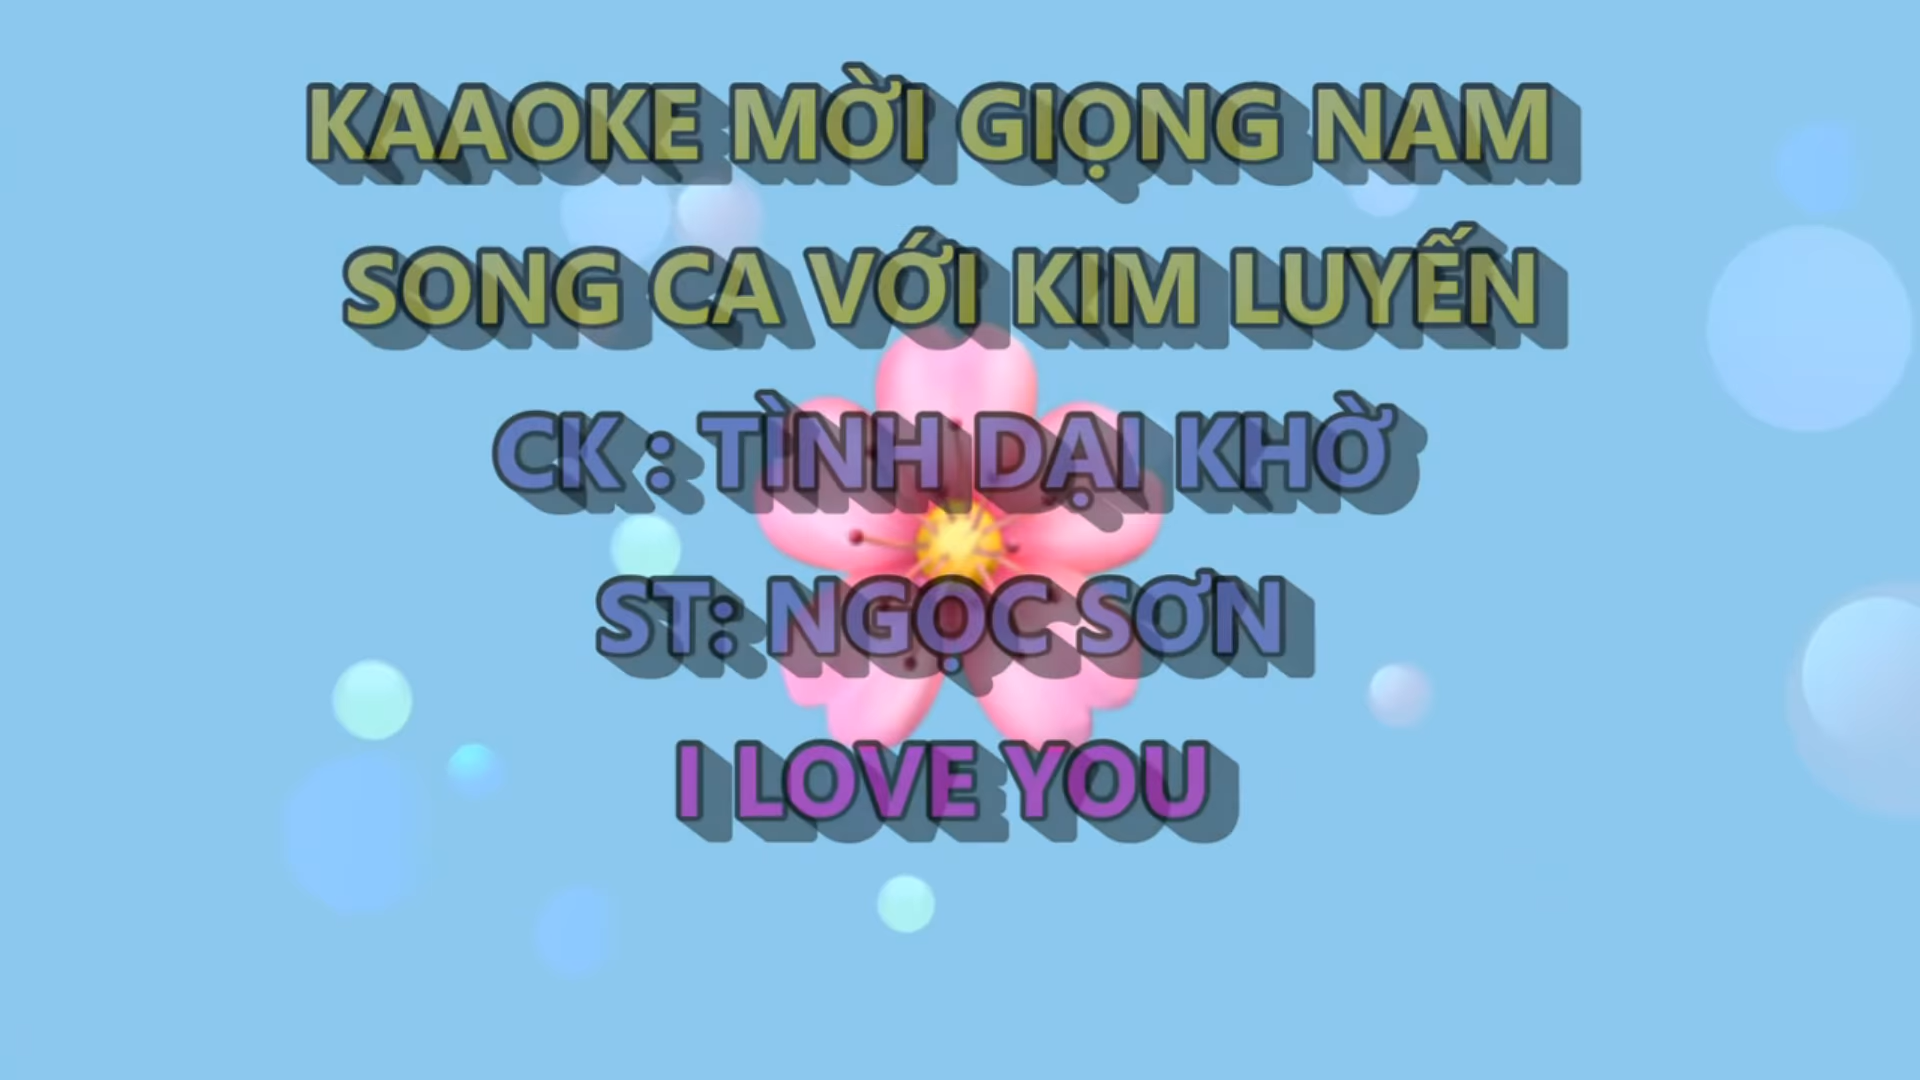 KAAOKE MỜI GIỌNG NAM
SONG CA VỚI KIM LUYẾN
CK : TÌNH DẠI KHỜ
ST: NGỌC SƠN
I LOVE YOU